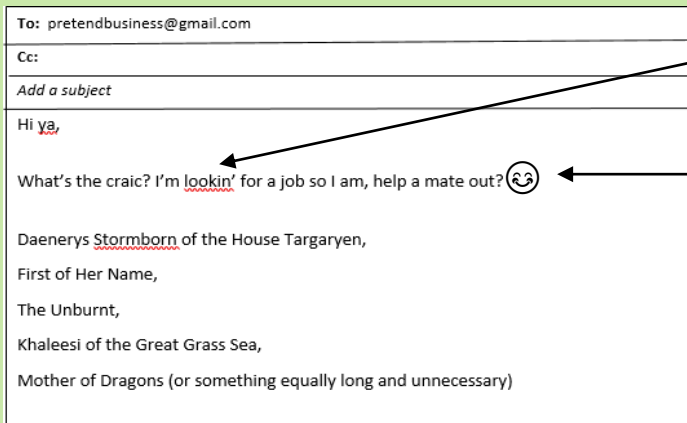 To: pretendbusiness@gmail.com
Cc:
Add a subject
Hi ya,
What's the craic? I'm lookin' for a job so I am, help a mate out?
Daenerys Stormborn of the House Targaryen,
First of Her Name,
The Unburnt,
Khaleesi of the Great Grass Sea,
Mother of Dragons (or something equally long and unnecessary)